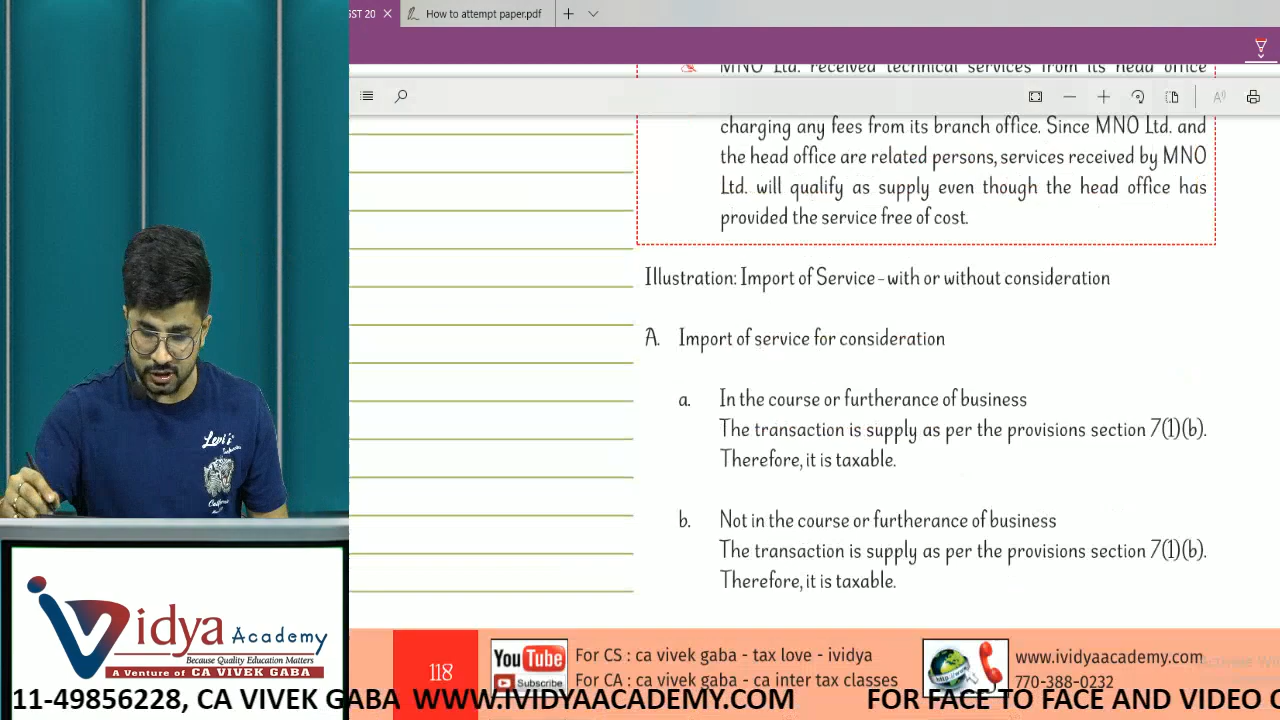 ST 20
How to attempt paper.pdf
MNO Ltd. received technical services from its head office
charging any fees from its branch office. Since MNO Ltd. and
the head office are related persons, services received by MNO
Ltd. will qualify as supply even though the head office has
provided the service free of cost.
Illustration: Import of Service - with or without consideration
A. Import of service for consideration
a. In the course or furtherance of business
The transaction is supply as per the provisions section 7(1)(b).
Therefore, it is taxable.
b. Not in the course or furtherance of business
The transaction is supply as per the provisions section 7(1)(b).
Therefore, it is taxable.
Levi's
California
iVidya Academy
Because Quality Education Matters
A Venture of CA VIVEK GABA
118
YouTube
Subscribe
For CS : ca vivek gaba - tax love - ividya
For CA : ca vivek gaba - ca inter tax classes
www.ividyaacademy.com
770-388-0232
11-49856228, CA VIVEK GABA WWW.IVIDYAACADEMY.COM FOR FACE TO FACE AND VIDEO C